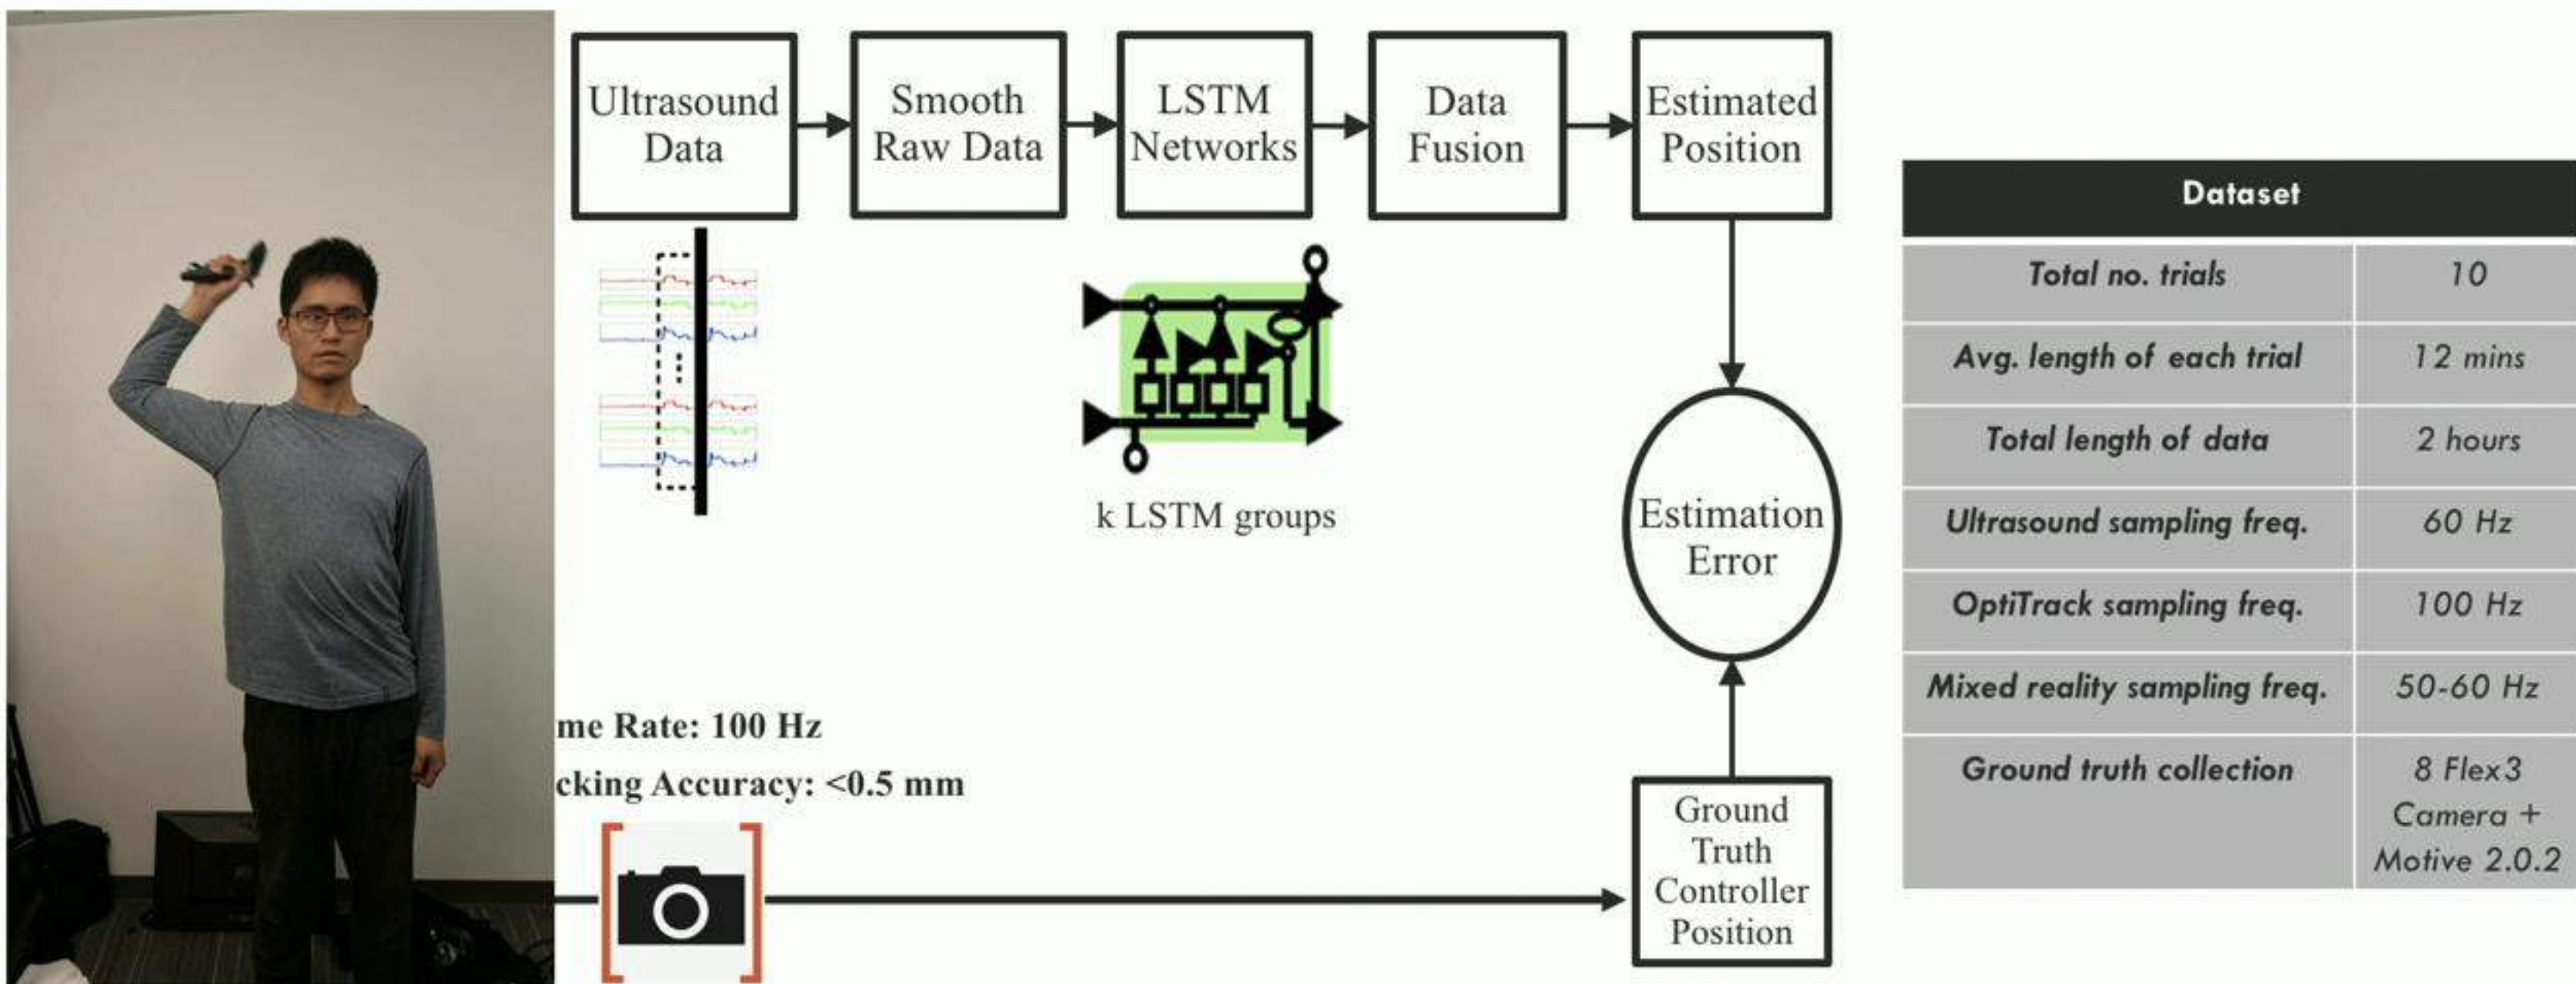 Ultrasound
Data
Smooth
Raw Data
LSTM
Networks
Data
Fusion
Estimated
Position
k LSTM groups
Estimation
Error
me Rate: 100 Hz
cking Accuracy: <0.5 mm
Ground
Truth
Controller
Position
Dataset
Total no. trials 10
Avg. length of each trial 12 mins
Total length of data 2 hours
Ultrasound sampling freq. 60 Hz
OptiTrack sampling freq. 100 Hz
Mixed reality sampling freq. 50-60 Hz
Ground truth collection 8 Flex3
Camera +
Motive 2.0.2